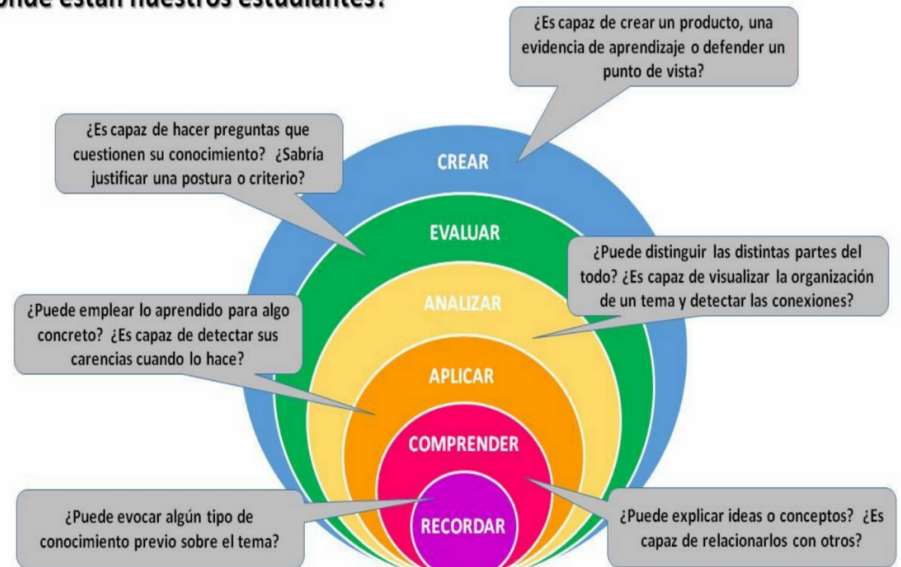 onde están nuestros estudiantes?
¿Es capaz de crear un producto, una
evidencia de aprendizaje o defender un
punto de vista?
¿Es capaz de hacer preguntas que
cuestionen su conocimiento? ¿Sabría
justificar una postura o criterio?
CREAR
EVALUAR
¿Puede distinguir las distintas partes del
todo? ¿Es capaz de visualizar la organización
de un tema y detectar las conexiones?
ANALIZAR
¿Puede emplear lo aprendido para algo
concreto? ¿Es capaz de detectar sus
carencias cuando lo hace?
APLICAR
COMPRENDER
¿Puede evocar algún tipo de
conocimiento previo sobre el tema?
RECORDAR
¿Puede explicar ideas o conceptos? ¿Es
capaz de relacionarlos con otros?